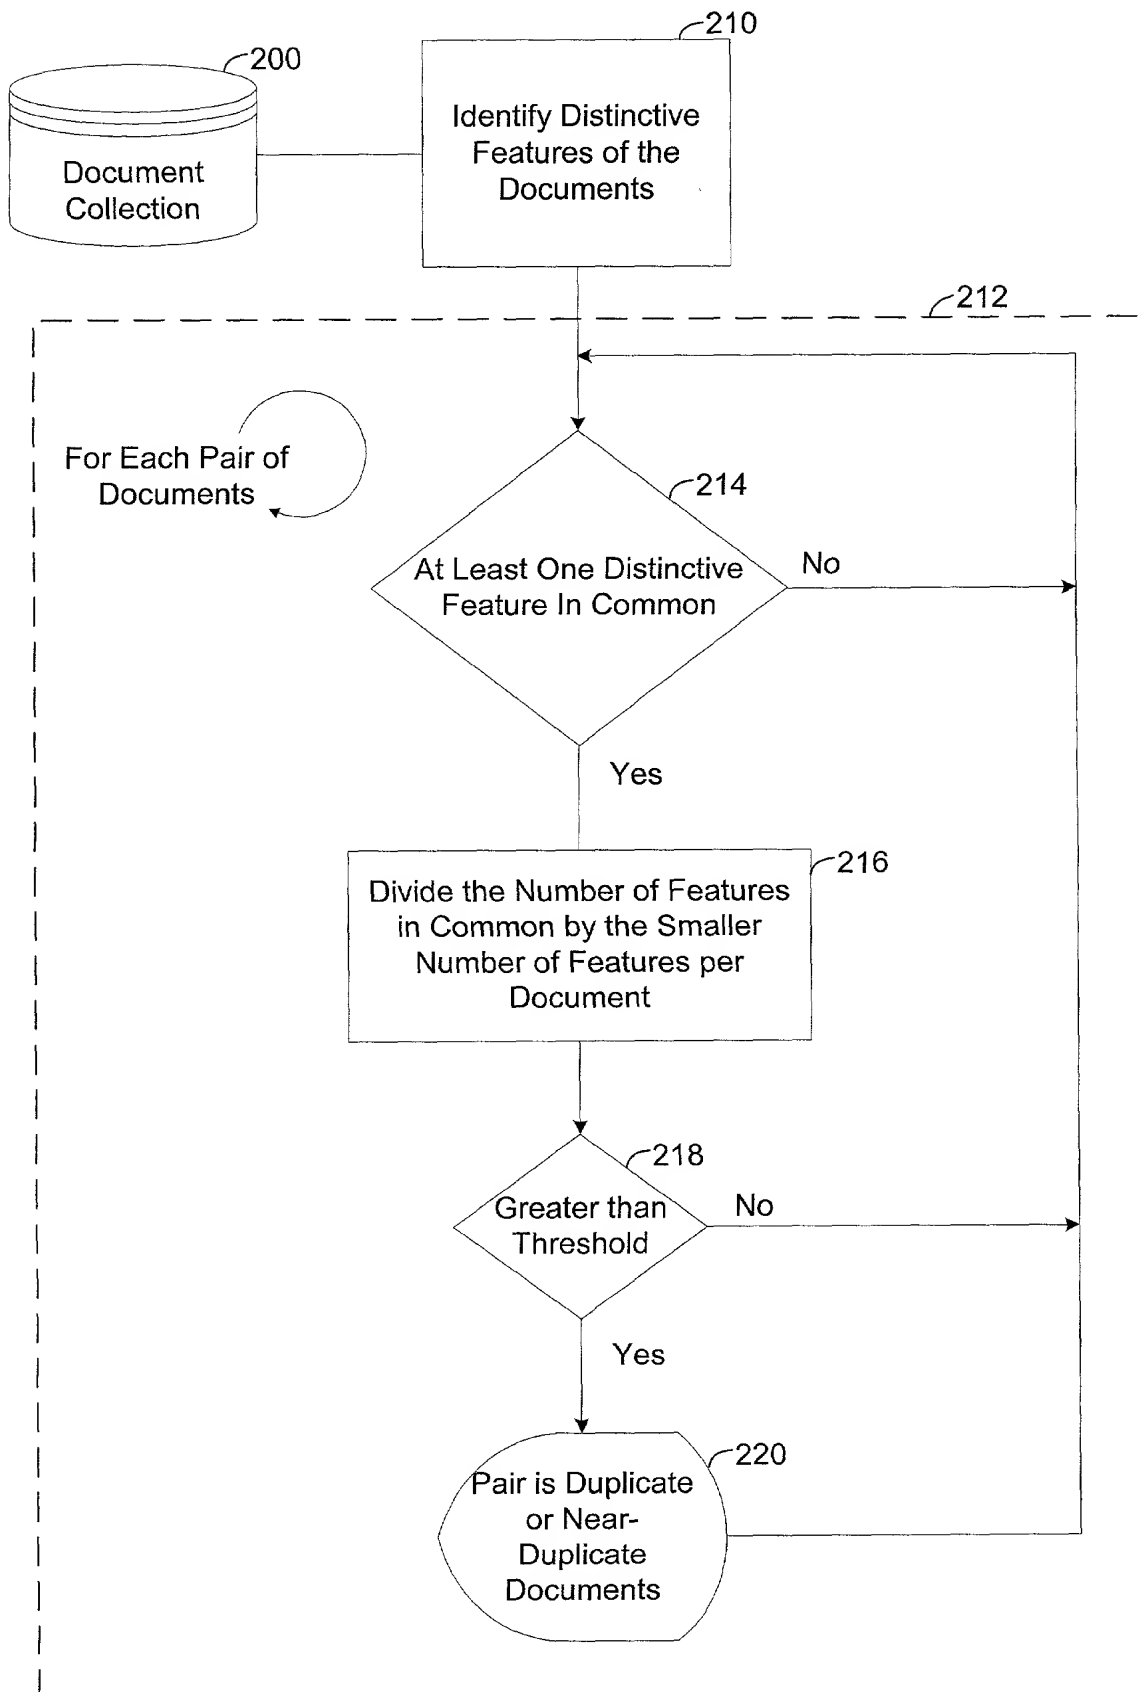 210
200
Identify Distinctive
Features of the
Documents
Document
Collection
212
For Each Pair of
Documents
214
At Least One Distinctive
Feature In Common
No
Yes
216
Divide the Number of Features
in Common by the Smaller
Number of Features per
Document
218
Greater than
Threshold
No
Yes
220
Pair is Duplicate
or Near-
Duplicate
Documents